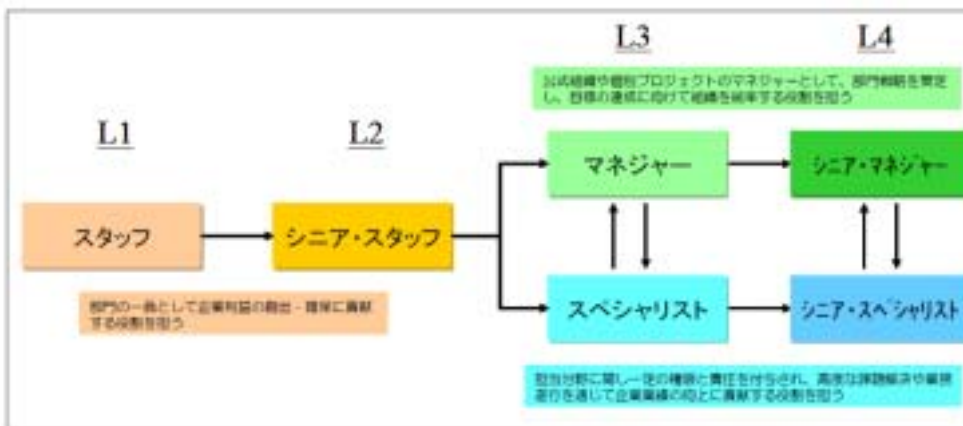 L3
L4
公式組織や個別プロジェクトのマネジャーとして、部門戦略を策定
し、目標の達成に向けて組織を統率する役割を担う
L1
L2
マネジャー
シニア・マネジャー
スタッフ
シニア・スタッフ
部門の一員として企業利益の創出・確保に貢献
する役割を担う
スペシャリスト
シニア・スペシャリスト
担当分野に関し一定の権限と責任を付与され、高度な課題解決や業務
遂行を通じて企業業績の向上に貢献する役割を担う